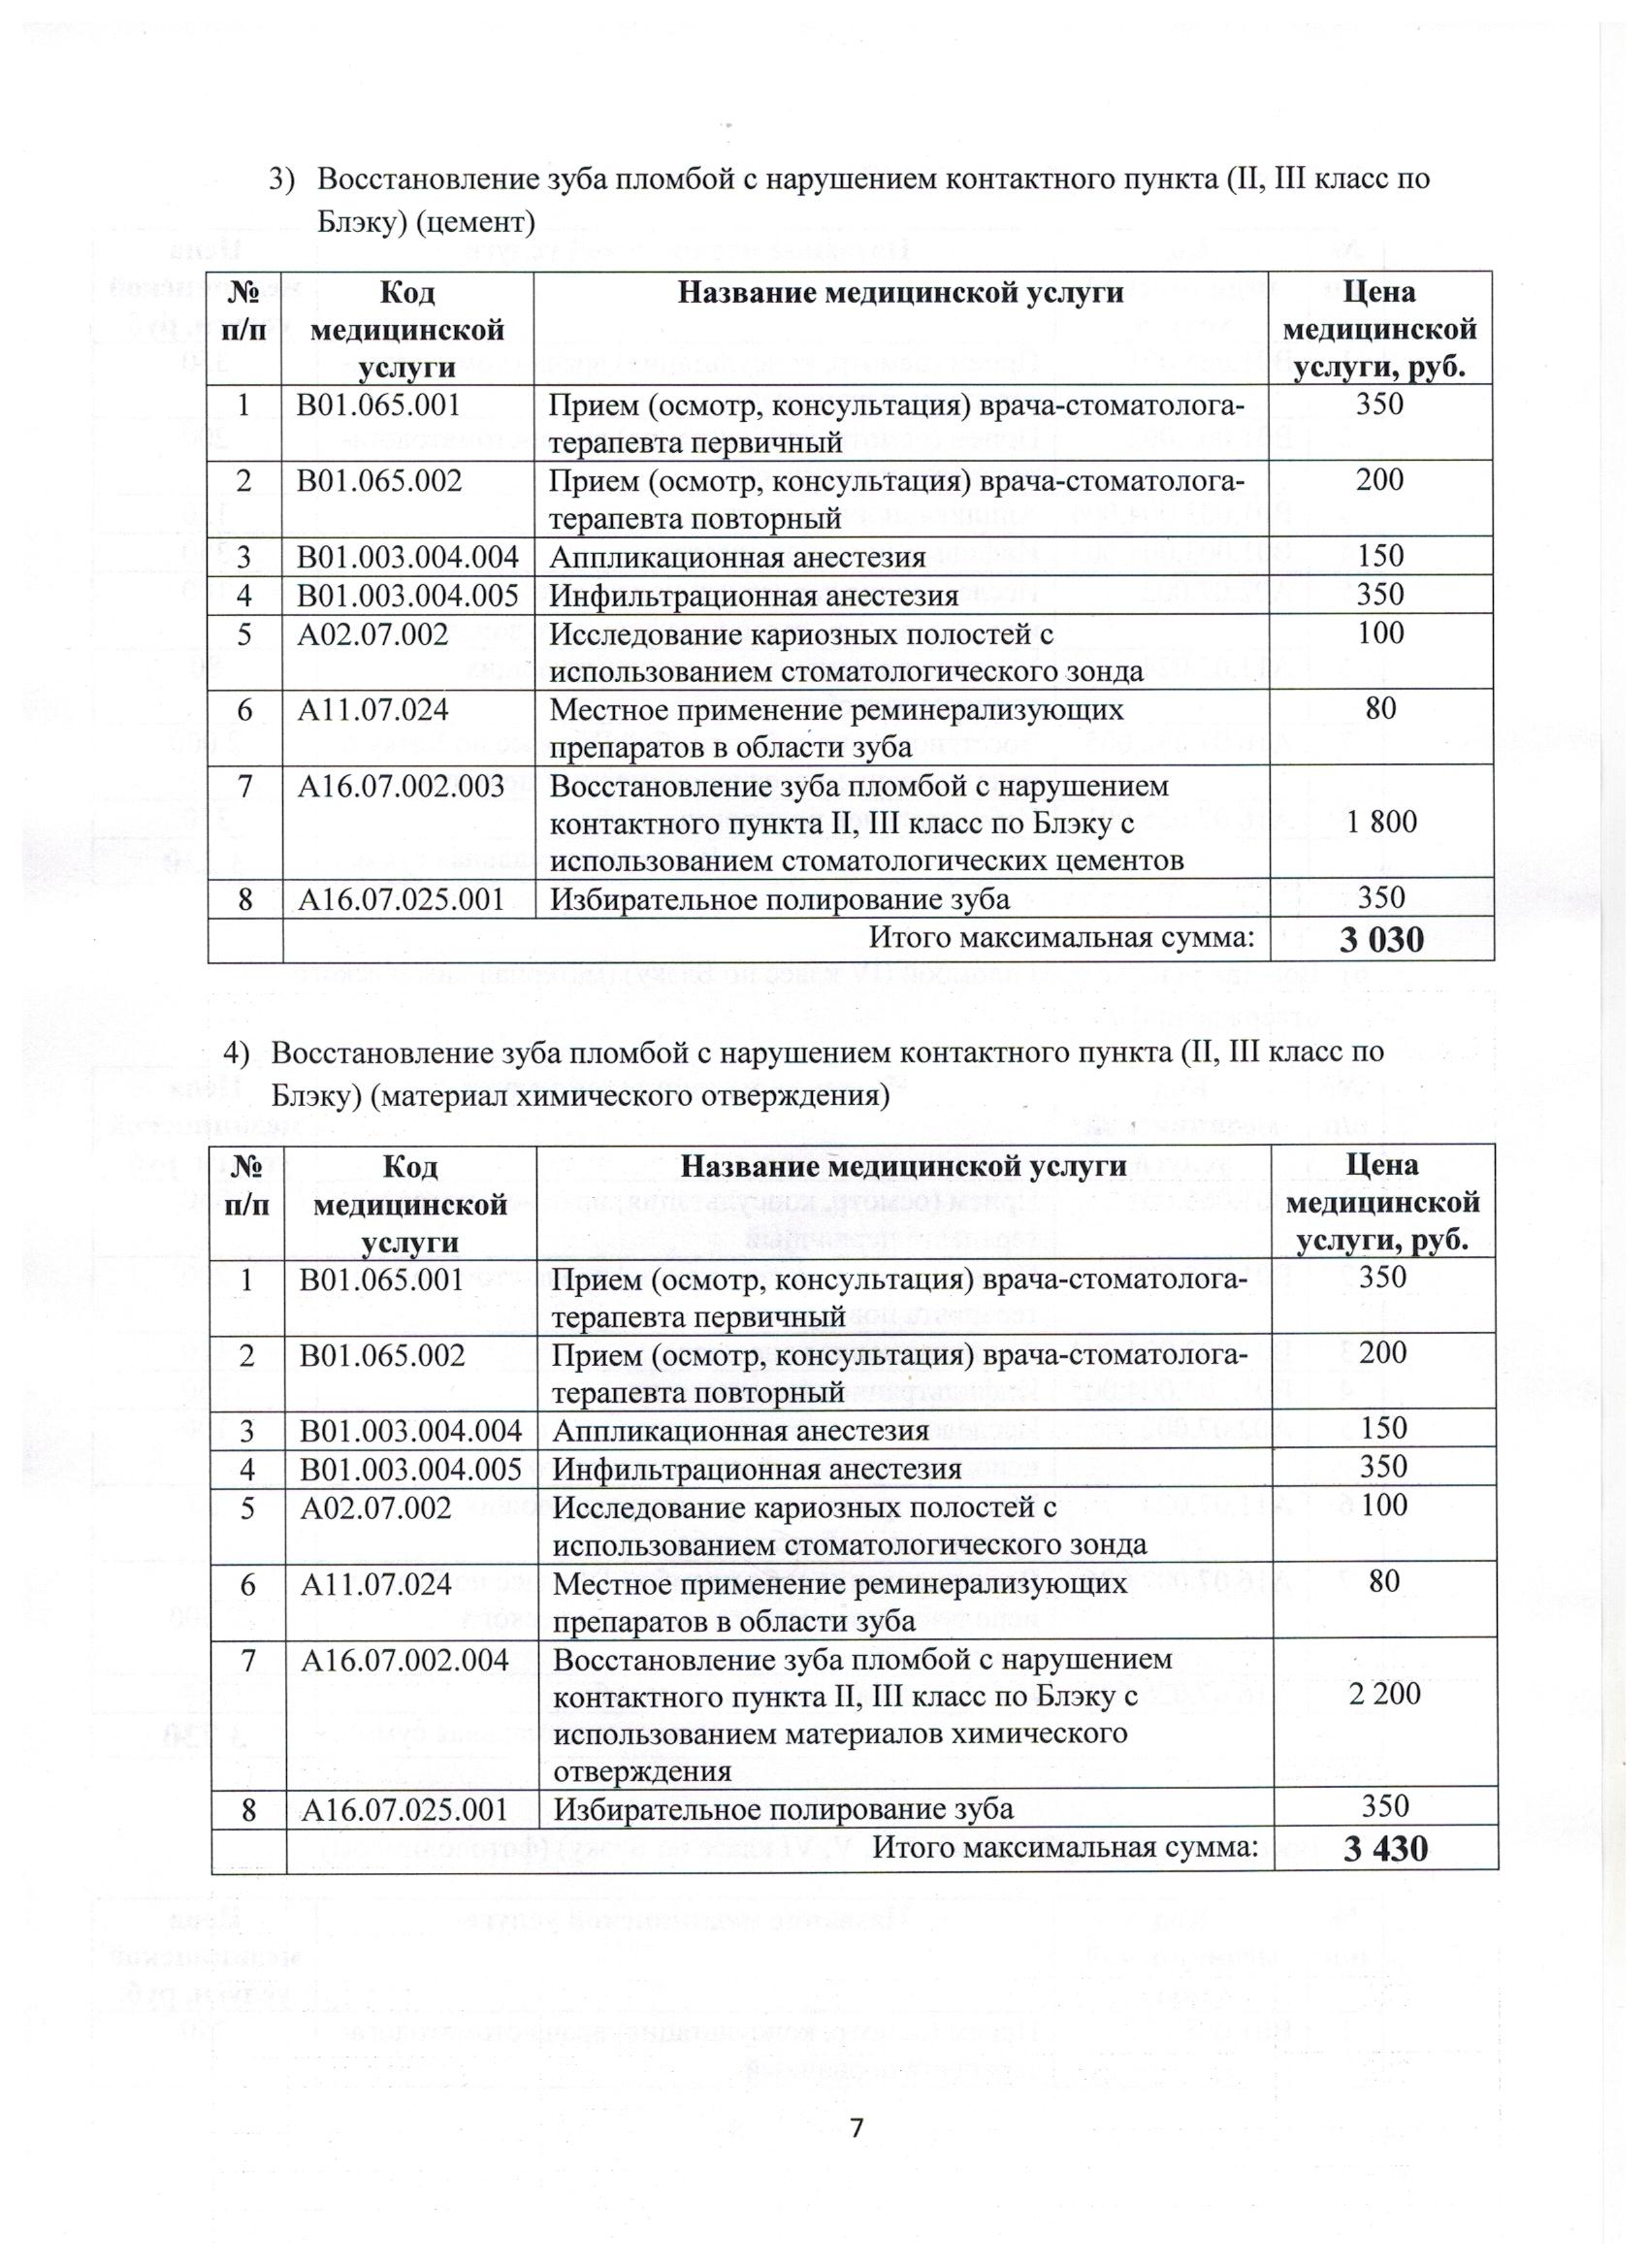 3) Восстановление зуба пломбой с нарушением контактного пункта (II, III класс по
Блэку) (цемент)
№ п/п Код медицинской услуги Название медицинской услуги Цена медицинской услуги, руб.
1 B01.065.001 Прием (осмотр, консультация) врача-стоматолога- 350
терапевта первичный
2 B01.065.002 Прием (осмотр, консультация) врача-стоматолога- 200
терапевта повторный
3 B01.003.004.004 Аппликационная анестезия 150
4 B01.003.004.005 Инфильтрационная анестезия 350
5 A02.07.002 Исследование кариозных полостей с 100
использованием стоматологического зонда
6 A11.07.024 Местное применение реминерализующих 80
препаратов в области зуба
7 A16.07.002.003 Восстановление зуба пломбой с нарушением
контактного пункта II, III класс по Блэку с 1 800
использованием стоматологических цементов
8 A16.07.025.001 Избирательное полирование зуба 350
Итого максимальная сумма: 3 030
4) Восстановление зуба пломбой с нарушением контактного пункта (II, III класс по
Блэку) (материал химического отверждения)
№ п/п Код медицинской услуги Название медицинской услуги Цена медицинской услуги, руб.
1 B01.065.001 Прием (осмотр, консультация) врача-стоматолога- 350
терапевта первичный
2 B01.065.002 Прием (осмотр, консультация) врача-стоматолога- 200
терапевта повторный
3 B01.003.004.004 Аппликационная анестезия 150
4 B01.003.004.005 Инфильтрационная анестезия 350
5 A02.07.002 Исследование кариозных полостей с 100
использованием стоматологического зонда
6 A11.07.024 Местное применение реминерализующих 80
препаратов в области зуба
7 A16.07.002.004 Восстановление зуба пломбой с нарушением
контактного пункта II, III класс по Блэку с 2 200
использованием материалов химического
отверждения
8 A16.07.025.001 Избирательное полирование зуба 350
Итого максимальная сумма: 3 430
7